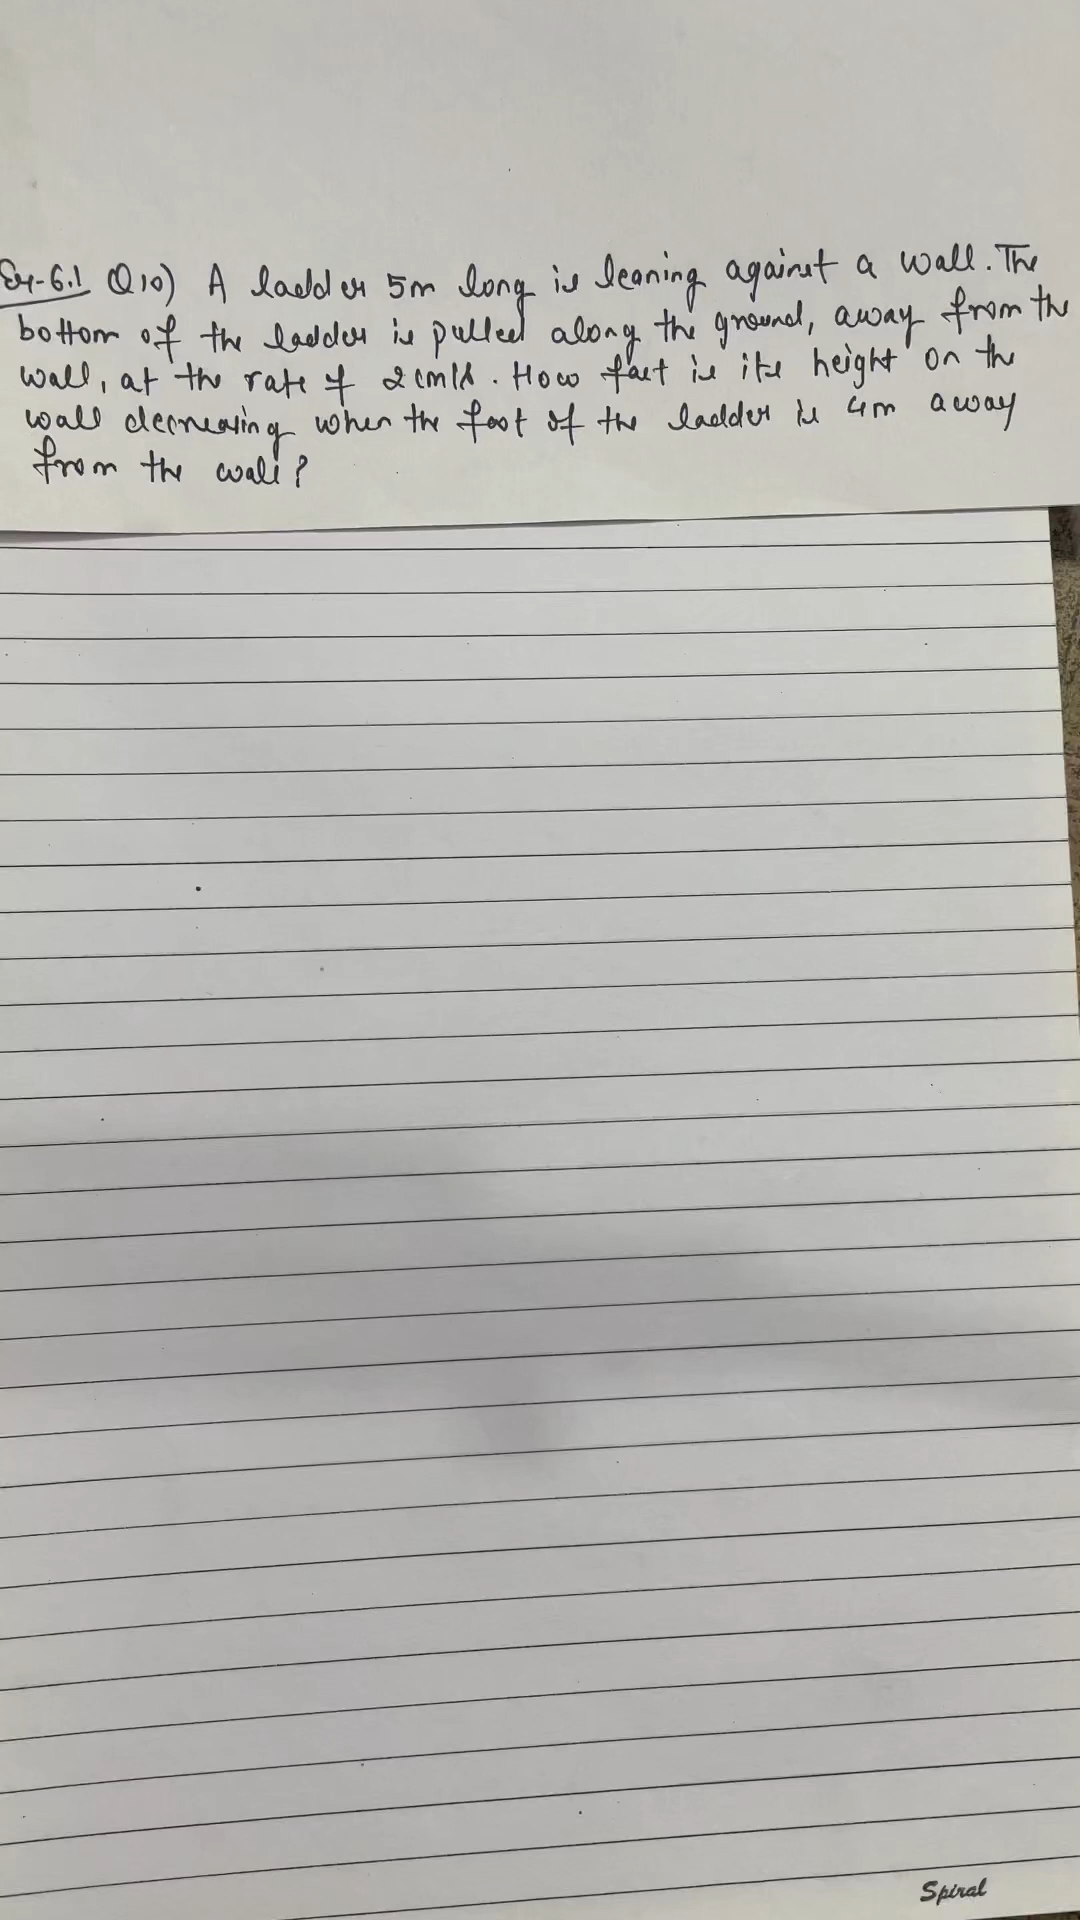 Ex-6.1 Q10) A ladder 5m long is leaning against a wall. The
bottom of the ladder is pulled along the ground, away from the
wall, at the rate of 2cm/s. How fast is its height on the
wall decreasing when the foot of the ladder is 4m away
from the wall?
Spiral